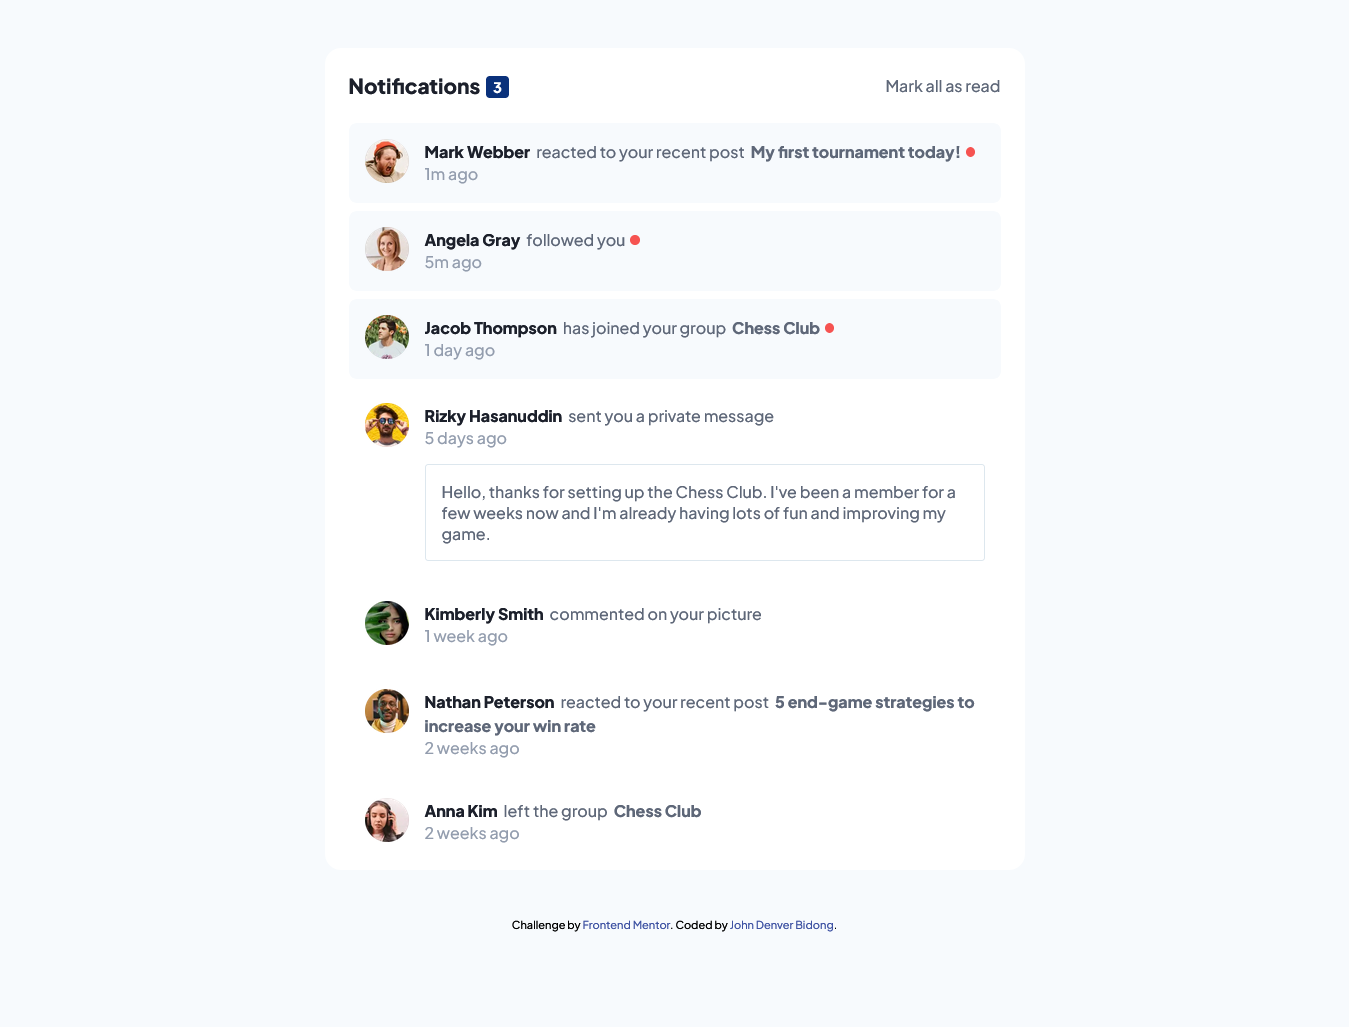 Notifications 3
Mark all as read
Mark Webber reacted to your recent post My first tournament today!
1m ago
Angela Gray followed you
5m ago
Jacob Thompson has joined your group Chess Club
1 day ago
Rizky Hasanuddin sent you a private message
5 days ago
Hello, thanks for setting up the Chess Club. I've been a member for a
few weeks now and I'm already having lots of fun and improving my
game.
Kimberly Smith commented on your picture
1 week ago
Nathan Peterson reacted to your recent post 5 end-game strategies to
increase your win rate
2 weeks ago
Anna Kim left the group Chess Club
2 weeks ago
Challenge by Frontend Mentor. Coded by John Denver Bidong.